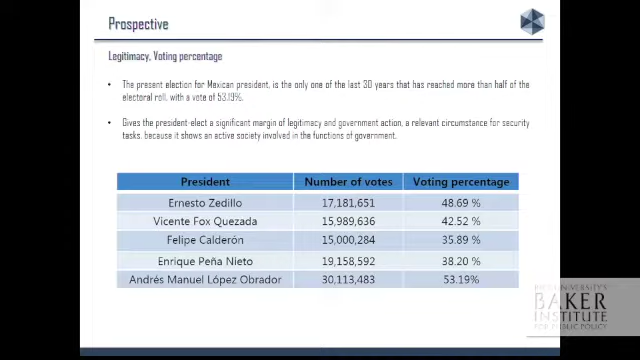 Prospective
Legitimacy, Voting percentage
• The present election for Mexican president, is the only one of the last 30 years that has reached more than half of the
electoral roll, with a vote of 53.19%.
• Gives the president-elect a significant margin of legitimacy and government action, a relevant circumstance for security
tasks, because it shows an active society involved in the functions of government.
President Number of votes Voting percentage
Ernesto Zedillo 17,181,651 48.69 %
Vicente Fox Quezada 15,989,636 42.52 %
Felipe Calderón 15,000,284 35.89 %
Enrique Peña Nieto 19,158,592 38.20 %
Andrés Manuel López Obrador 30,113,483 53.19%
RICE UNIVERSITY'S
BAKER
INSTITUTE
FOR PUBLIC POLICY